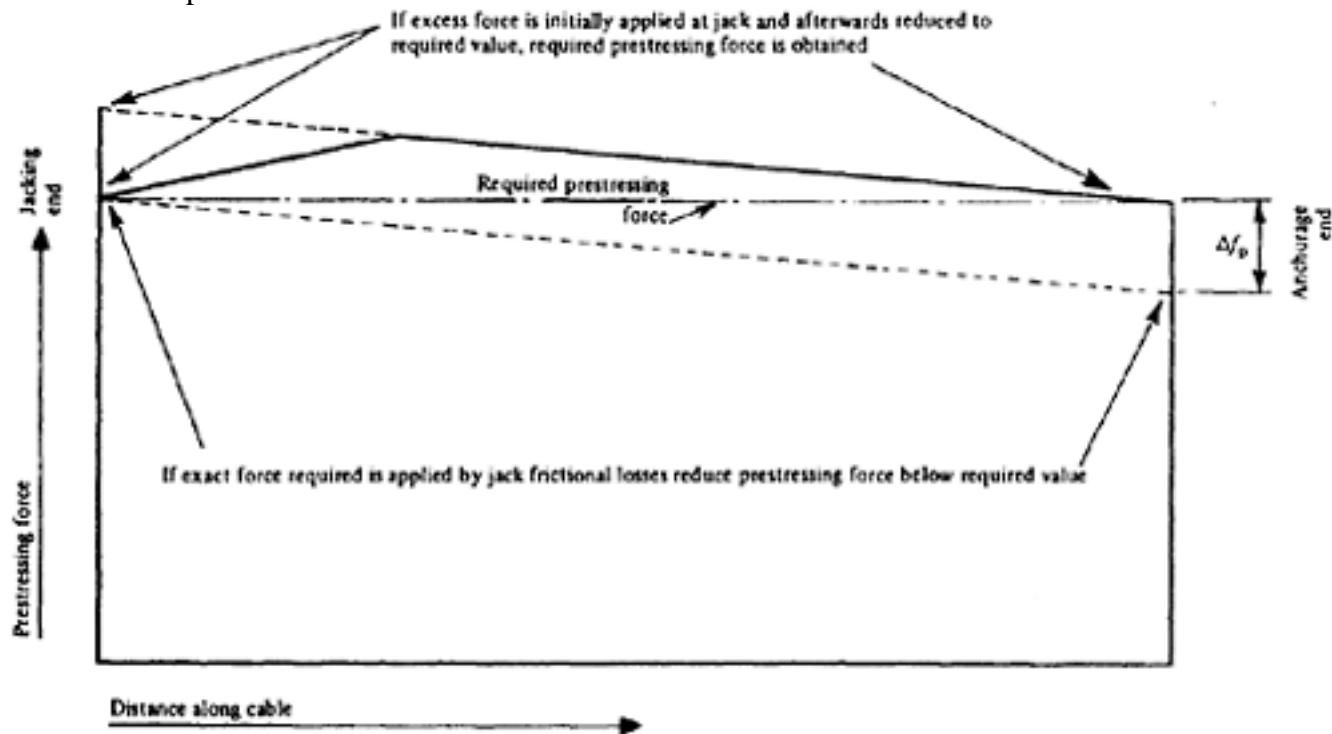 If excess force is initially applied at jack and afterwards reduced to
required value, required prestressing force is obtained
Jacking
end
Required prestressing
force
Δfp
Anchorage
end
If exact force required is applied by jack frictional losses reduce prestressing force below required value
Prestressing force
Distance along cable